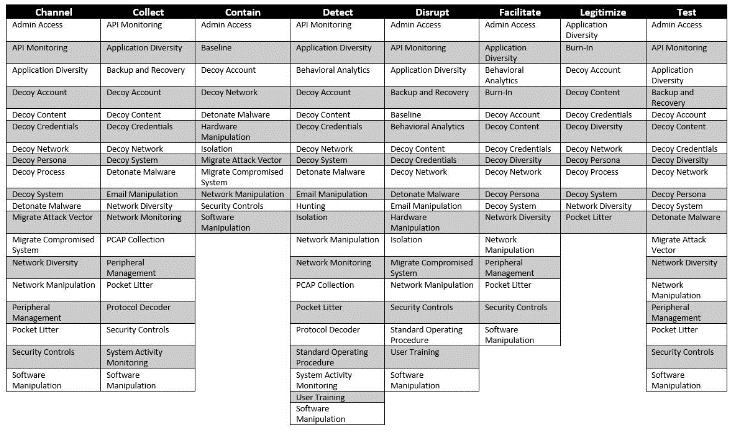 Channel Collect Contain Detect Disrupt Facilitate Legitimize Test
Admin Access API Monitoring Admin Access API Monitoring Admin Access Admin Access Application Admin Access
Diversity
API Monitoring Application Diversity Baseline Application Diversity API Monitoring Application Burn-In API Monitoring
Diversity
Application Diversity Backup and Recovery Decoy Account Behavioral Analytics Application Diversity Behavioral Decoy Account Application
Analytics Diversity
Decoy Account Decoy Account Decoy Network Decoy Account Backup and Recovery Burn-In Decoy Content Backup and
Recovery
Decoy Content Decoy Content Detonate Malware Decoy Content Baseline Decoy Account Decoy Credentials Decoy Account
Decoy Credentials Decoy Credentials Hardware Decoy Credentials Behavioral Analytics Decoy Content Decoy Diversity Decoy Content
Manipulation
Decoy Network Decoy Network Isolation Decoy Network Decoy Content Decoy Credentials Decoy Network Decoy Credentials
Decoy Persona Decoy System Migrate Attack Vector Decoy System Decoy Credentials Decoy Diversity Decoy Persona Decoy Diversity
Decoy Process Detonate Malware Migrate Compromised Detonate Malware Decoy Network Decoy Network Decoy Process Decoy Network
System
Decoy System Email Manipulation Network Manipulation Email Manipulation Detonate Malware Decoy Persona Decoy System Decoy Persona
Detonate Malware Network Diversity Security Controls Hunting Email Manipulation Decoy System Network Diversity Decoy System
Migrate Attack Vector Network Monitoring Software Isolation Hardware Network Diversity Pocket Litter Detonate Malware
Manipulation Manipulation
Migrate Compromised PCAP Collection Network Manipulation Isolation Network Migrate Attack
System Manipulation Vector
Network Diversity Peripheral Network Monitoring Migrate Compromised Peripheral Network Diversity
Management System Management
Network Manipulation Pocket Litter PCAP Collection Network Manipulation Pocket Litter Network
Manipulation
Peripheral Protocol Decoder Pocket Litter Security Controls Security Controls Peripheral
Management Management
Pocket Litter Security Controls Protocol Decoder Standard Operating Software Pocket Litter
Procedure Manipulation
Security Controls System Activity Standard Operating User Training Security Controls
Monitoring Procedure
Software Software System Activity Software Software
Manipulation Manipulation Monitoring Manipulation Manipulation
User Training
Software
Manipulation